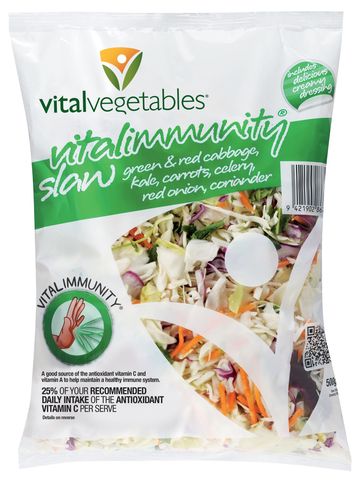 vitalvegetables®
includes
delicious
creamy
dressing
vitalimmunity®
slaw
green & red cabbage,
kale, carrots, celery,
red onion, coriander
VITALIMMUNITY®
A good source of the antioxidant vitamin C and
vitamin A to help maintain a healthy immune system.
25% OF YOUR RECOMMENDED
DAILY INTAKE OF THE ANTIOXIDANT
VITAMIN C PER SERVE
Details on reverse